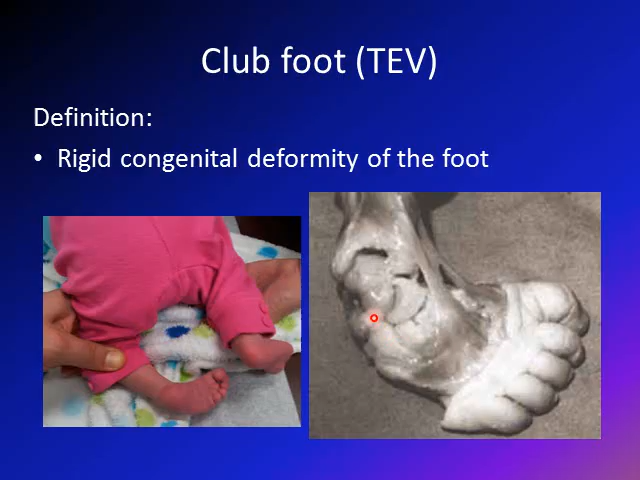 Club foot (TEV)
Definition:
• Rigid congenital deformity of the foot